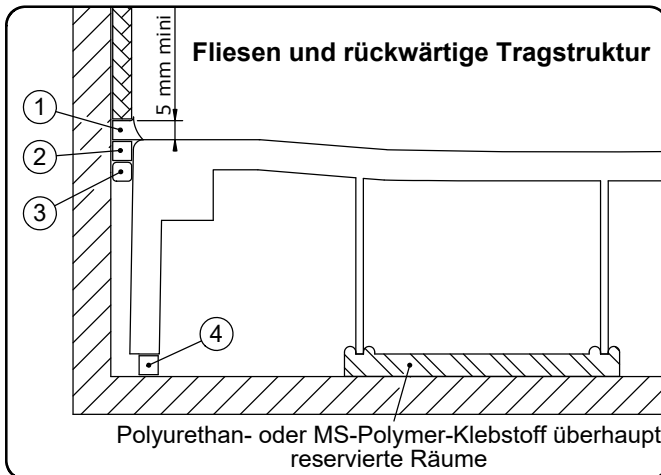 Fliesen und rückwärtige Tragstruktur
5 mm mini
1
2
3
4
Polyurethan- oder MS-Polymer-Klebstoff überhaupt
reservierte Räume